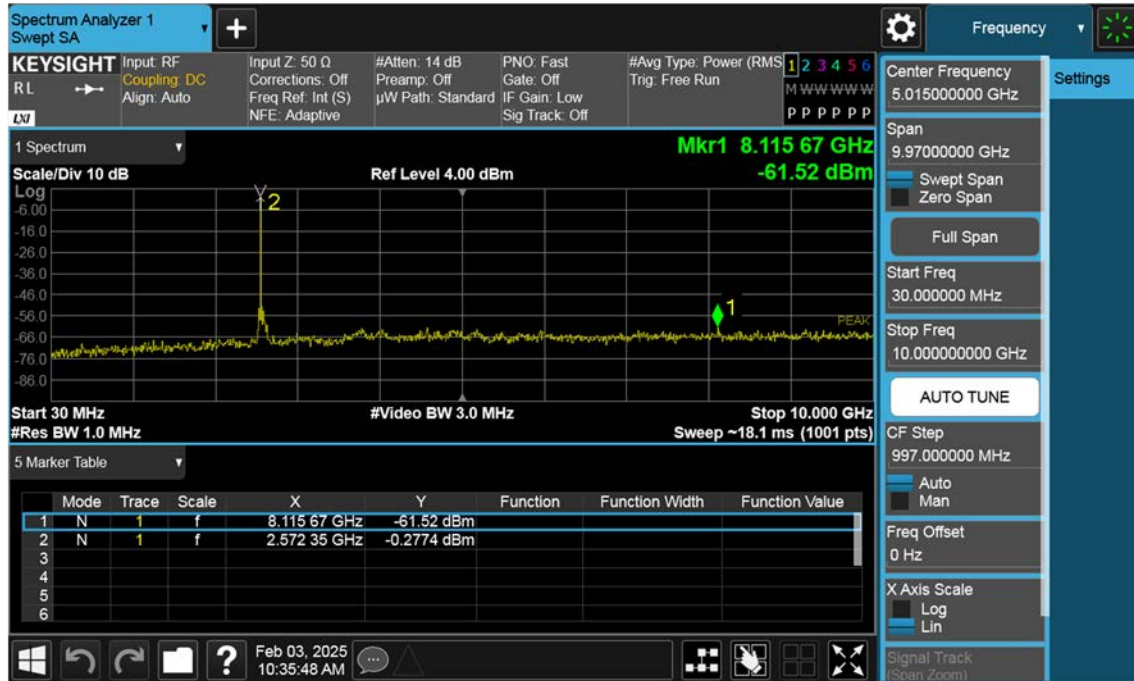 Spectrum Analyzer 1
Swept SA
+
Frequency
KEYSIGHT
RL
LXI
Input: RF
Coupling: DC
Align: Auto
Input Z: 50 Ω
Corrections: Off
Freq Ref: Int (S)
NFE: Adaptive
#Atten: 14 dB
Preamp: Off
µW Path: Standard
PNO: Fast
Gate: Off
IF Gain: Low
Sig Track: Off
#Avg Type: Power (RMS
Trig: Free Run
1 2 3 4 5 6
M W W W W W
P P P P P P
Center Frequency
5.015000000 GHz
Settings
1 Spectrum
Mkr1 8.115 67 GHz
-61.52 dBm
Scale/Div 10 dB
Ref Level 4.00 dBm
Log
-6.00
-16.0
-26.0
-36.0
-46.0
-56.0
-66.0
-76.0
-86.0
2
1
PEAK
Start 30 MHz
#Video BW 3.0 MHz
Stop 10.000 GHz
#Res BW 1.0 MHz
Sweep ~18.1 ms (1001 pts)
Span
9.97000000 GHz
Swept Span
Zero Span
Full Span
Start Freq
30.000000 MHz
Stop Freq
10.000000000 GHz
AUTO TUNE
CF Step
997.000000 MHz
Auto
Man
Freq Offset
0 Hz
X Axis Scale
Log
Lin
Signal Track
(Span Zoom)
5 Marker Table
Mode Trace Scale X Y Function Function Width Function Value
1 N 1 f 8.115 67 GHz -61.52 dBm
2 N 1 f 2.572 35 GHz -0.2774 dBm
3
4
5
6
?
Feb 03, 2025
10:35:48 AM